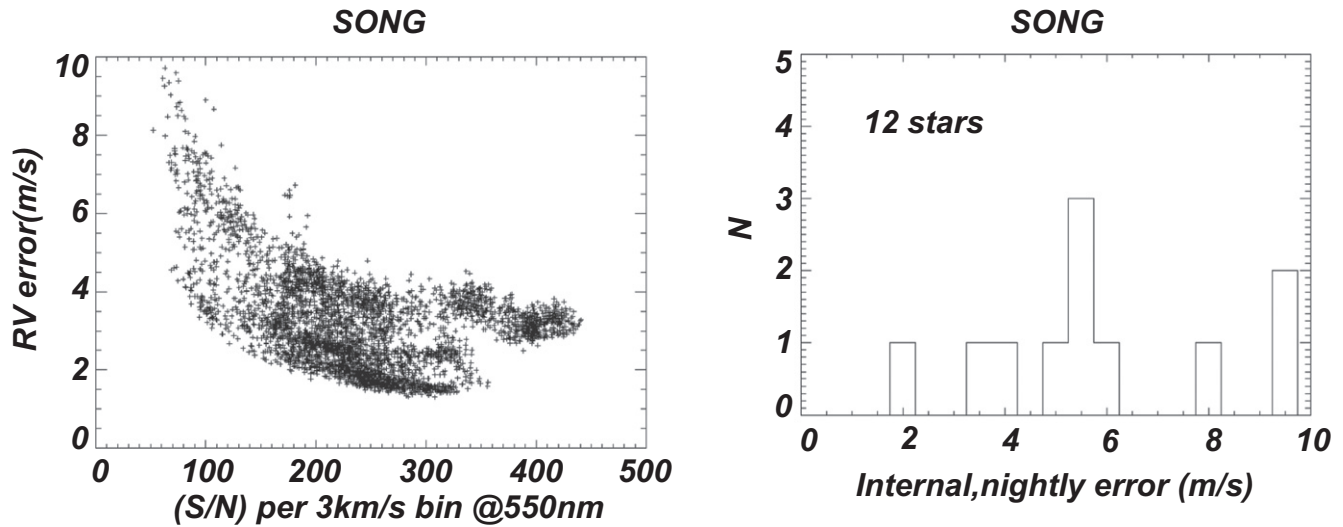 SONG
10
8
6
4
2
0
RV error(m/s)
0 100 200 300 400 500
(S/N) per 3km/s bin @550nm
SONG
5
4
3
2
1
0
N
12 stars
0 2 4 6 8 10
Internal,nightly error (m/s)